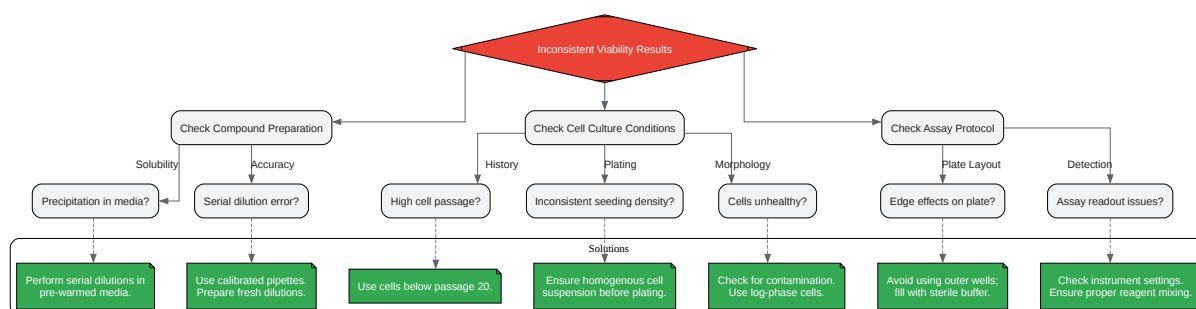 Inconsistent Viability Results
Check Compound Preparation
Check Cell Culture Conditions
Check Assay Protocol
Solubility
Accuracy
History
Plating
Morphology
Plate Layout
Detection
Precipitation in media?
Serial dilution error?
High cell passage?
Inconsistent seeding density?
Cells unhealthy?
Edge effects on plate?
Assay readout issues?
Solutions
Perform serial dilutions in
pre-warmed media.
Use calibrated pipettes.
Prepare fresh dilutions.
Use cells below passage 20.
Ensure homogenous cell
suspension before plating.
Check for contamination.
Use log-phase cells.
Avoid using outer wells;
fill with sterile buffer.
Check instrument settings.
Ensure proper reagent mixing.